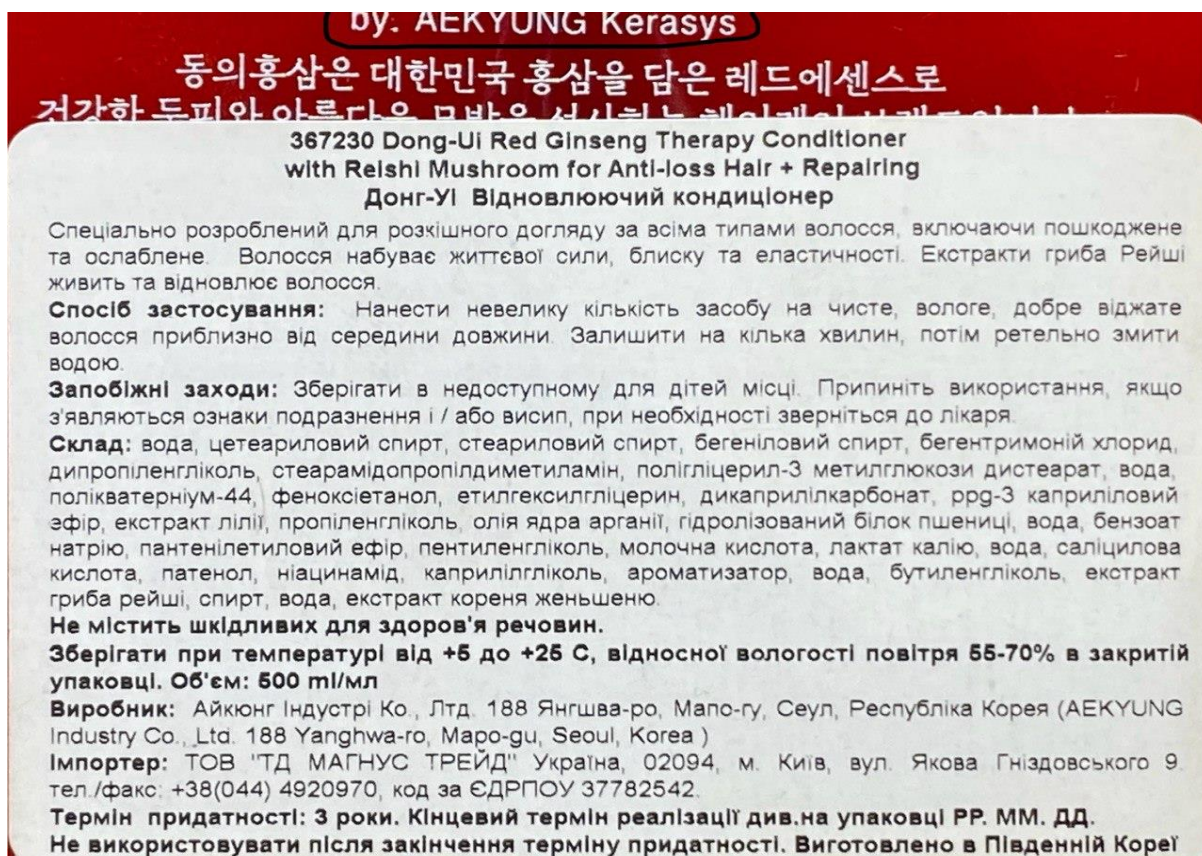 by. AEKYUNG Kerasys
동의홍삼은 대한민국 홍삼을 담은 레드에센스로
건강한 두피와 아름다운 모발을
367230 Dong-Ui Red Ginseng Therapy Conditioner
with Reishi Mushroom for Anti-loss Hair + Repairing
Донг-Уі Відновлюючий кондиціонер
Спеціально розроблений для розкішного догляду за всіма типами волосся, включаючи пошкоджене
та ослаблене. Волосся набуває життєвої сили, блиску та еластичності. Екстракти гриба Рейші
живить та відновлює волосся.
Спосіб застосування: Нанести невелику кількість засобу на чисте, вологе, добре віджате
волосся приблизно від середини довжини. Залишити на кілька хвилин, потім ретельно змити
водою.
Запобіжні заходи: Зберігати в недоступному для дітей місці. Припиніть використання, якщо
з'являються ознаки подразнення і / або висип, при необхідності зверніться до лікаря.
Склад: вода, цетеариловий спирт, стеариловий спирт, бегеніловий спирт, бегентримоній хлорид,
дипропіленгліколь, стеарамідопропілдиметиламін, полігліцерил-3 метилглюкози дистеарат, вода,
полікватерніум-44, феноксіетанол, етилгексилгліцерин, дикаприлілкарбонат, ppg-3 каприліловий
эфір, екстракт лілії, пропіленгліколь, олія ядра арганії, гідролізований білок пшениці, вода, бензоат
натрію, пантенілетиловий ефір, пентиленгліколь, молочна кислота, лактат калію, вода, саліцилова
кислота, патенол, ніацинамід, каприлілгліколь, ароматизатор, вода, бутиленгліколь, екстракт
гриба рейші, спирт, вода, екстракт кореня женьшеню.
Не містить шкідливих для здоров'я речовин.
Зберігати при температурі від +5 до +25 С, відносної вологості повітря 55-70% в закритій
упаковці. Об'єм: 500 ml/мл
Виробник: Айкюнг Індустрі Ко., Лтд. 188 Янгшва-ро, Мапо-гу, Сеул, Республіка Корея (AEKYUNG
Industry Co., Ltd. 188 Yanghwa-ro, Mapo-gu, Seoul, Korea )
Імпортер: ТОВ "ТД МАГНУС ТРЕЙД" Україна, 02094, м. Київ, вул. Якова Гніздовського 9.
тел./факс: +38(044) 4920970, код за ЄДРПОУ 37782542.
Термін придатності: 3 роки. Кінцевий термін реалізації див.на упаковці РР. ММ. ДД.
Не використовувати після закінчення терміну придатності. Виготовлено в Південній Кореї